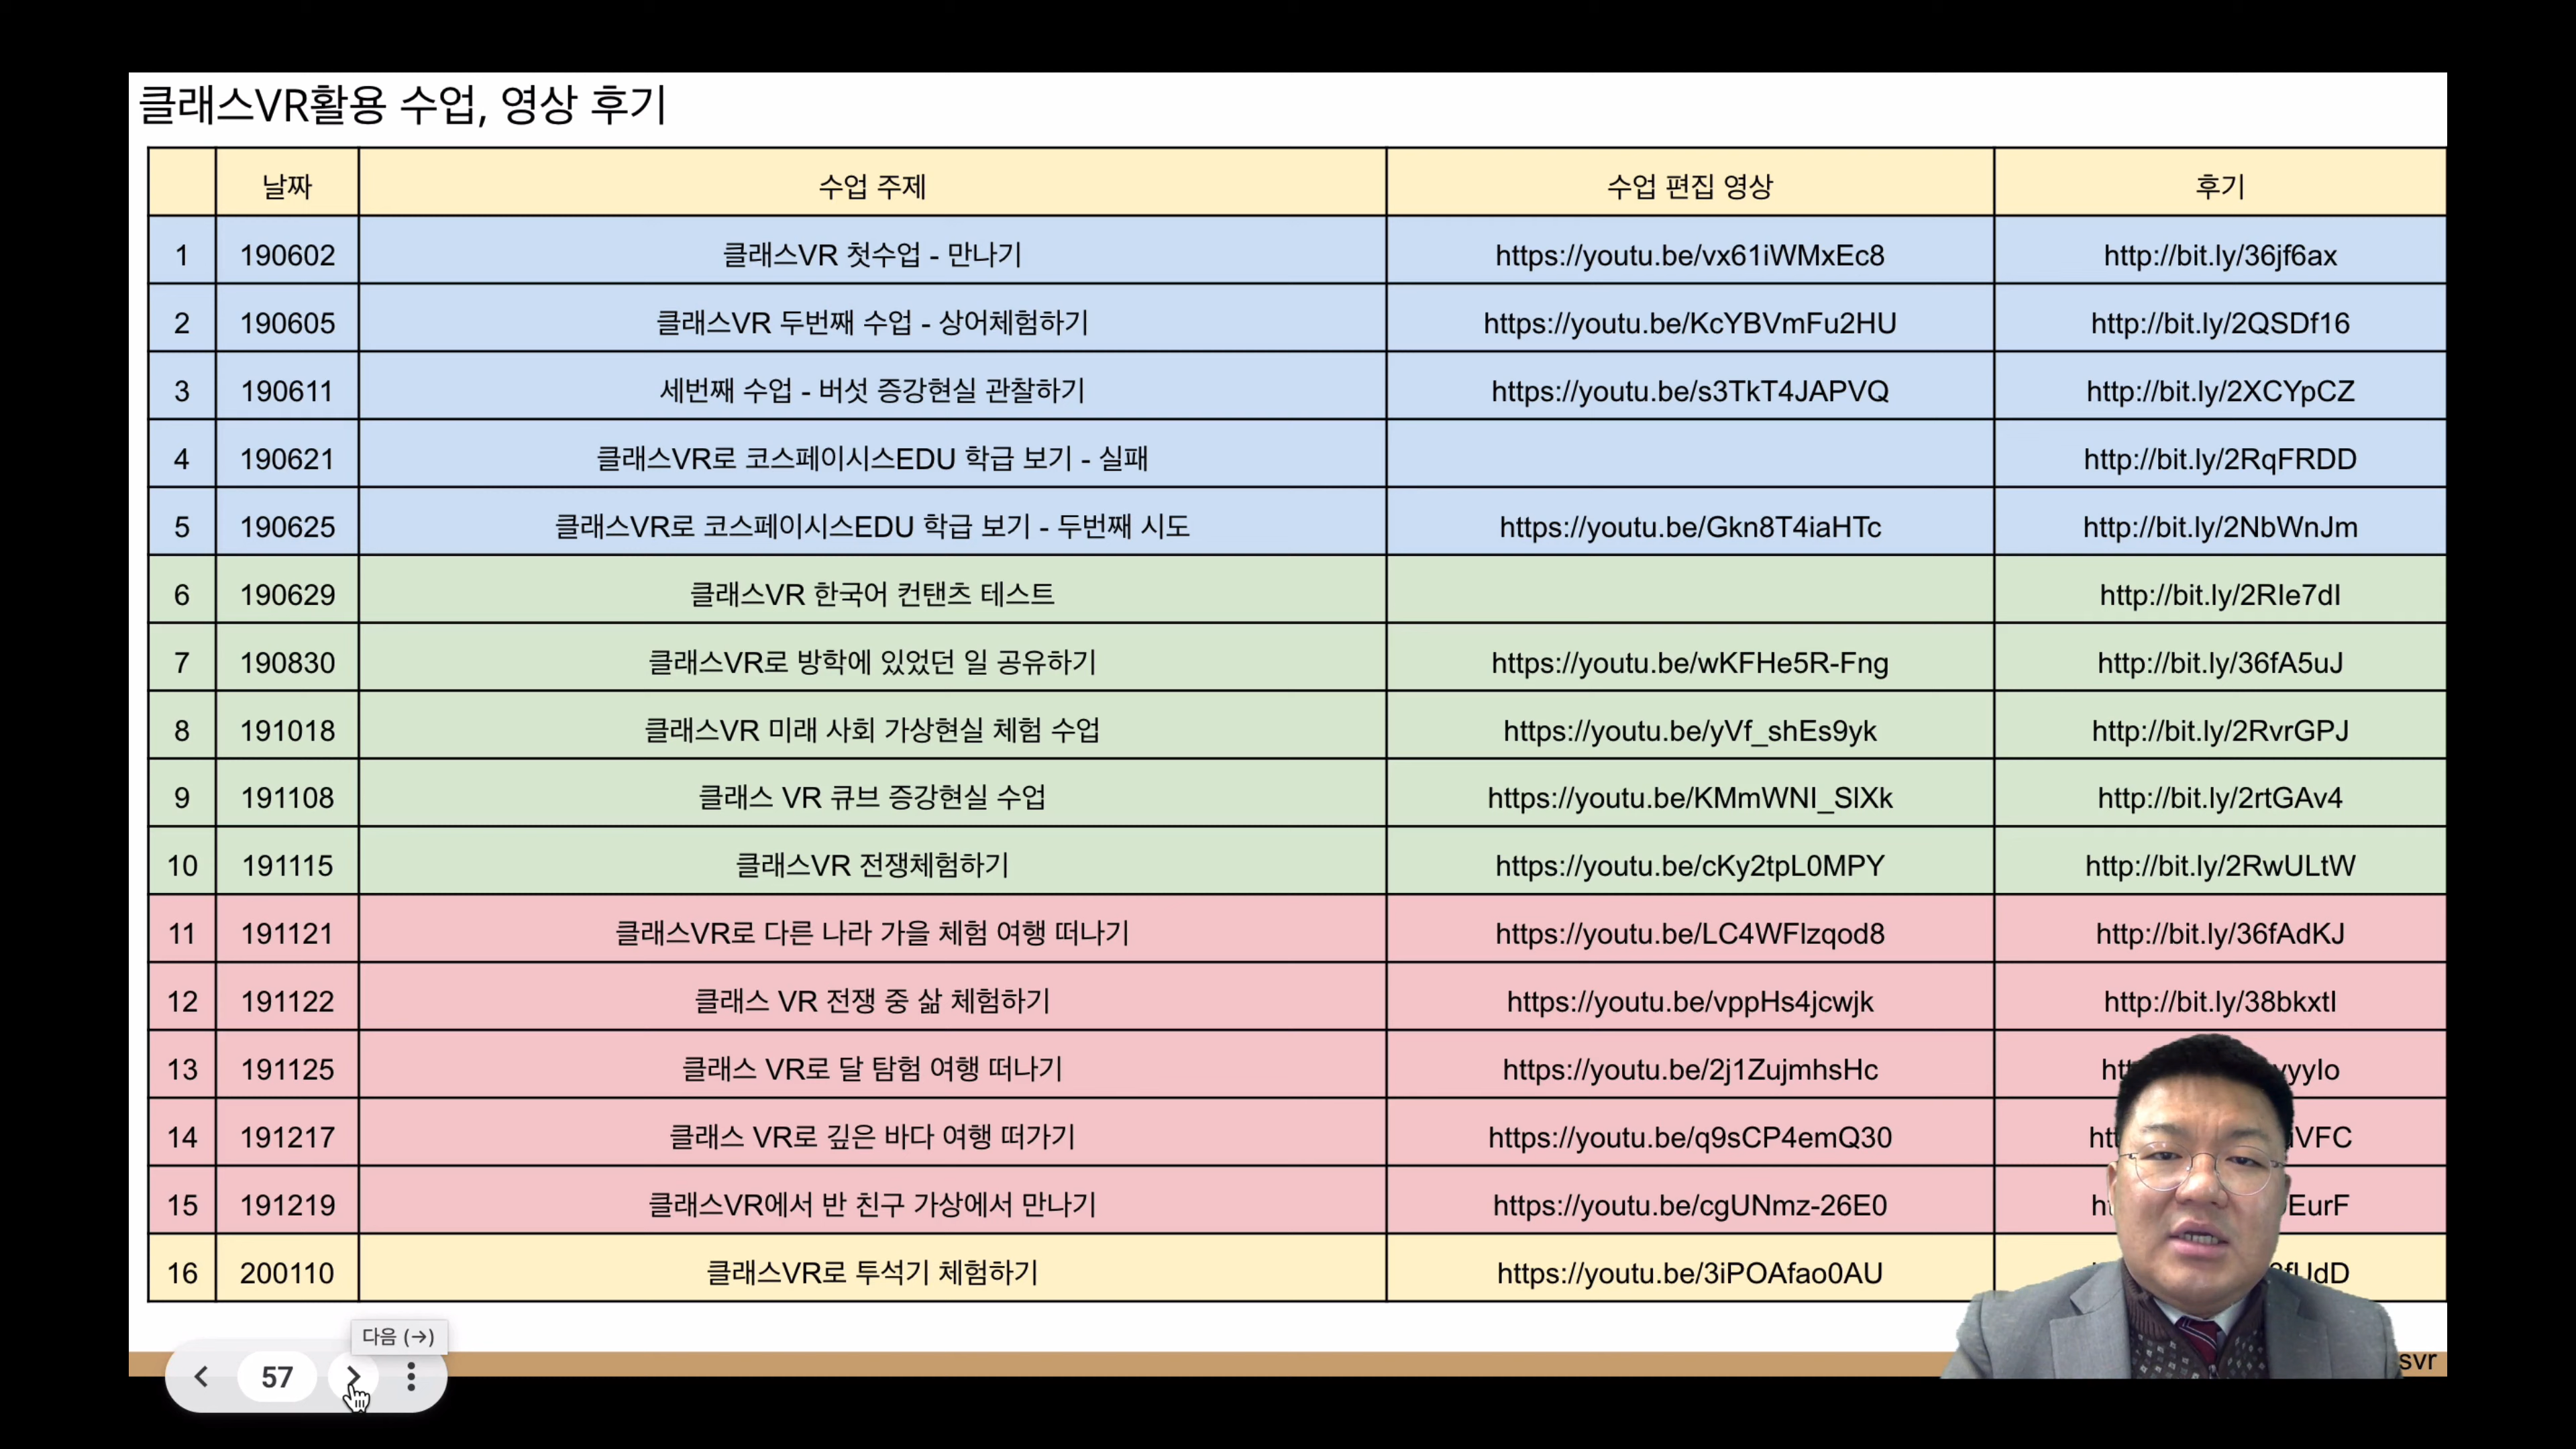 클래스VR활용 수업, 영상 후기
날짜 수업 주제 수업 편집 영상 후기
1 190602 클래스VR 첫수업 - 만나기 https://youtu.be/vx61iWMxEc8 http://bit.ly/36jf6ax
2 190605 클래스VR 두번째 수업 - 상어체험하기 https://youtu.be/KcYBVmFu2HU http://bit.ly/2QSDf16
3 190611 세번째 수업 - 버섯 증강현실 관찰하기 https://youtu.be/s3TkT4JAPVQ http://bit.ly/2XCYpCZ
4 190621 클래스VR로 코스페이시스EDU 학급 보기 - 실패 http://bit.ly/2RqFRDD
5 190625 클래스VR로 코스페이시스EDU 학급 보기 - 두번째 시도 https://youtu.be/Gkn8T4iaHTc http://bit.ly/2NbWnJm
6 190629 클래스VR 한국어 컨탠츠 테스트 http://bit.ly/2RIe7dI
7 190830 클래스VR로 방학에 있었던 일 공유하기 https://youtu.be/wKFHe5R-Fng http://bit.ly/36fA5uJ
8 191018 클래스VR 미래 사회 가상현실 체험 수업 https://youtu.be/yVf_shEs9yk http://bit.ly/2RvrGPJ
9 191108 클래스 VR 큐브 증강현실 수업 https://youtu.be/KMmWNI_SlXk http://bit.ly/2rtGAv4
10 191115 클래스VR 전쟁체험하기 https://youtu.be/cKy2tpL0MPY http://bit.ly/2RwULtW
11 191121 클래스VR로 다른 나라 가을 체험 여행 떠나기 https://youtu.be/LC4WFlzqod8 http://bit.ly/36fAdKJ
12 191122 클래스 VR 전쟁 중 삶 체험하기 https://youtu.be/vppHs4jcwjk http://bit.ly/38bkxtl
13 191125 클래스 VR로 달 탐험 여행 떠나기 https://youtu.be/2j1ZujmhsHc
14 191217 클래스 VR로 깊은 바다 여행 떠가기 https://youtu.be/q9sCP4emQ30
15 191219 클래스VR에서 반 친구 가상에서 만나기 https://youtu.be/cgUNmz-26E0
16 200110 클래스VR로 투석기 체험하기 https://youtu.be/3iPOAfao0AU
다음 (→)
57
svr